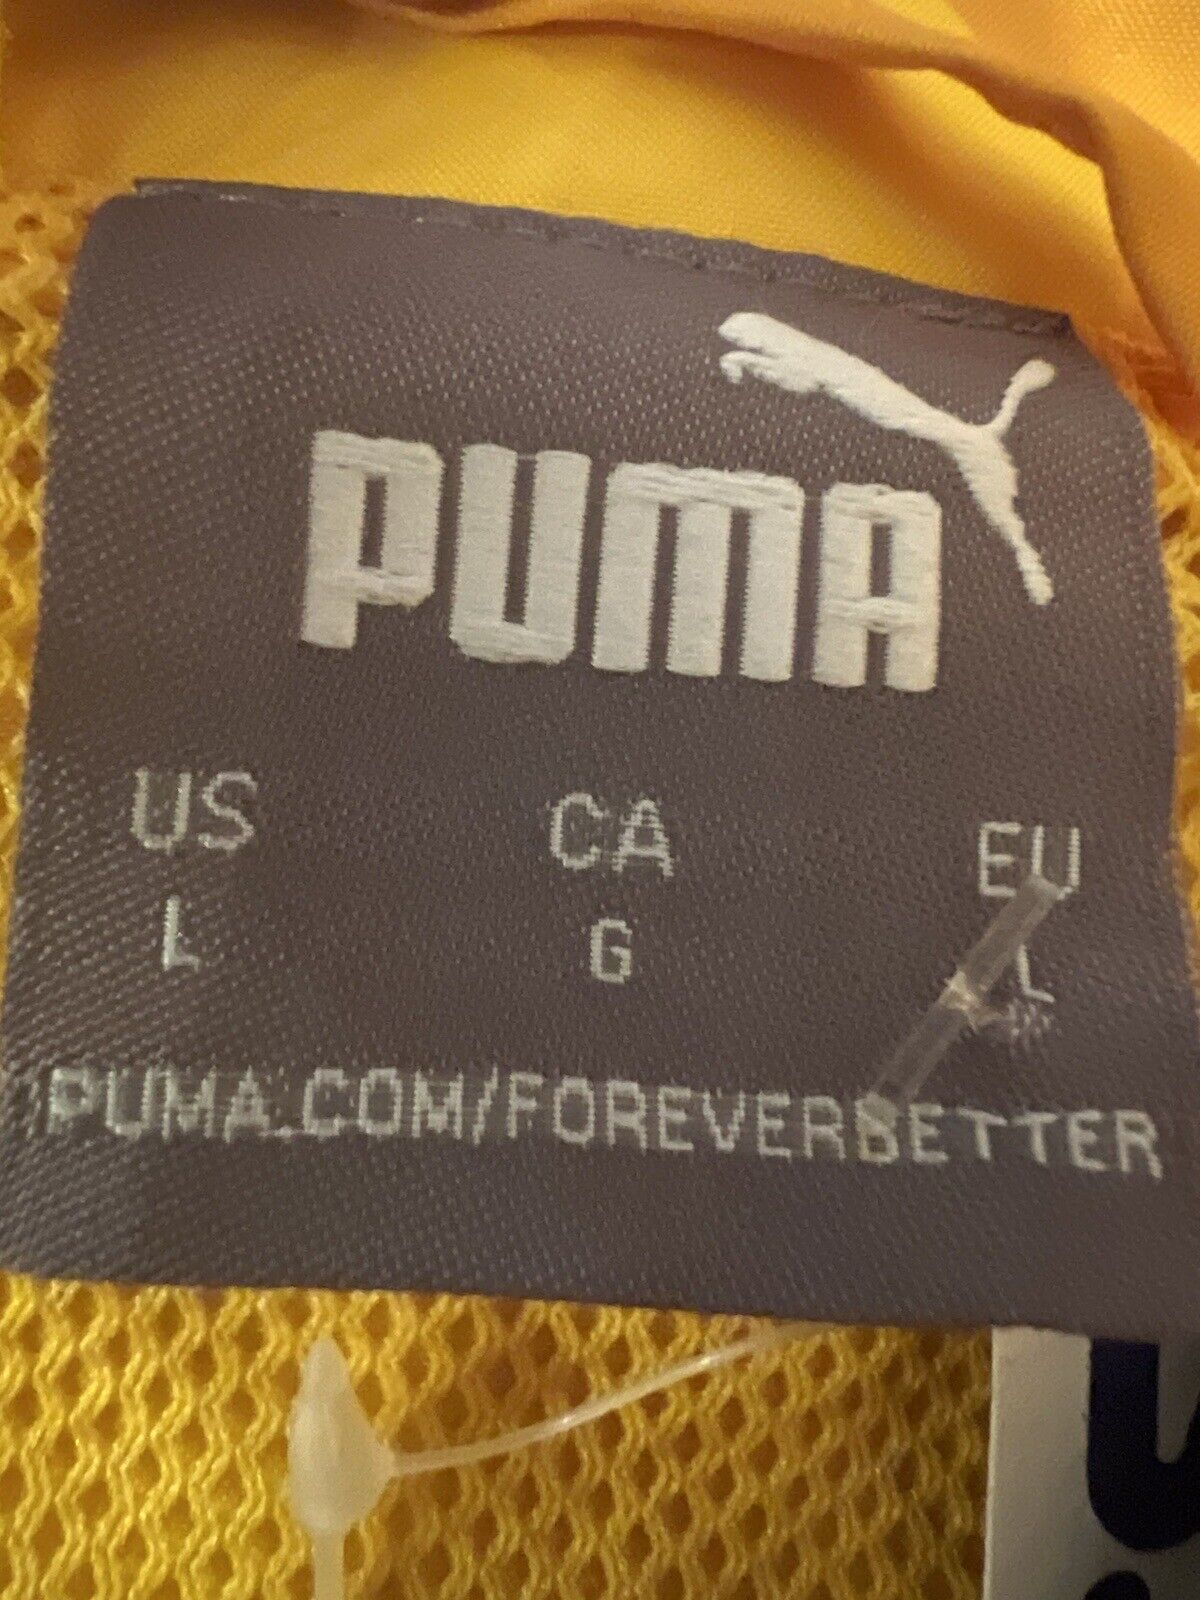 PUMA
US CA EU
L G L
PUMA.COM/FOREVERBETTER